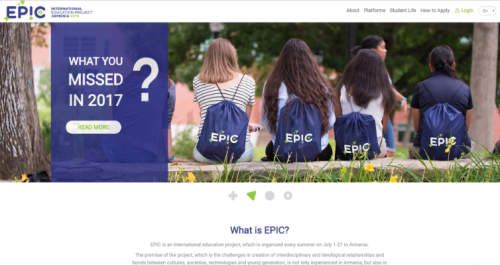 EPIC
INTERNATIONAL
EDUCATION PROJECT
ARMENIA 2018
About Platforms Student Life How to Apply Login En
WHAT YOU
MISSED
IN 2017
?
READ MORE
EPIC EPIC EPIC EPIC
What is EPIC?
EPIC is an international education project, which is organized every summer on July 1-21 in Armenia.
The premise of the project, which is the challenges in creation of interdisciplinary and ideological relationships and
bonds between cultures, societies, technologies and young generation, is not only experienced in Armenia, but also in